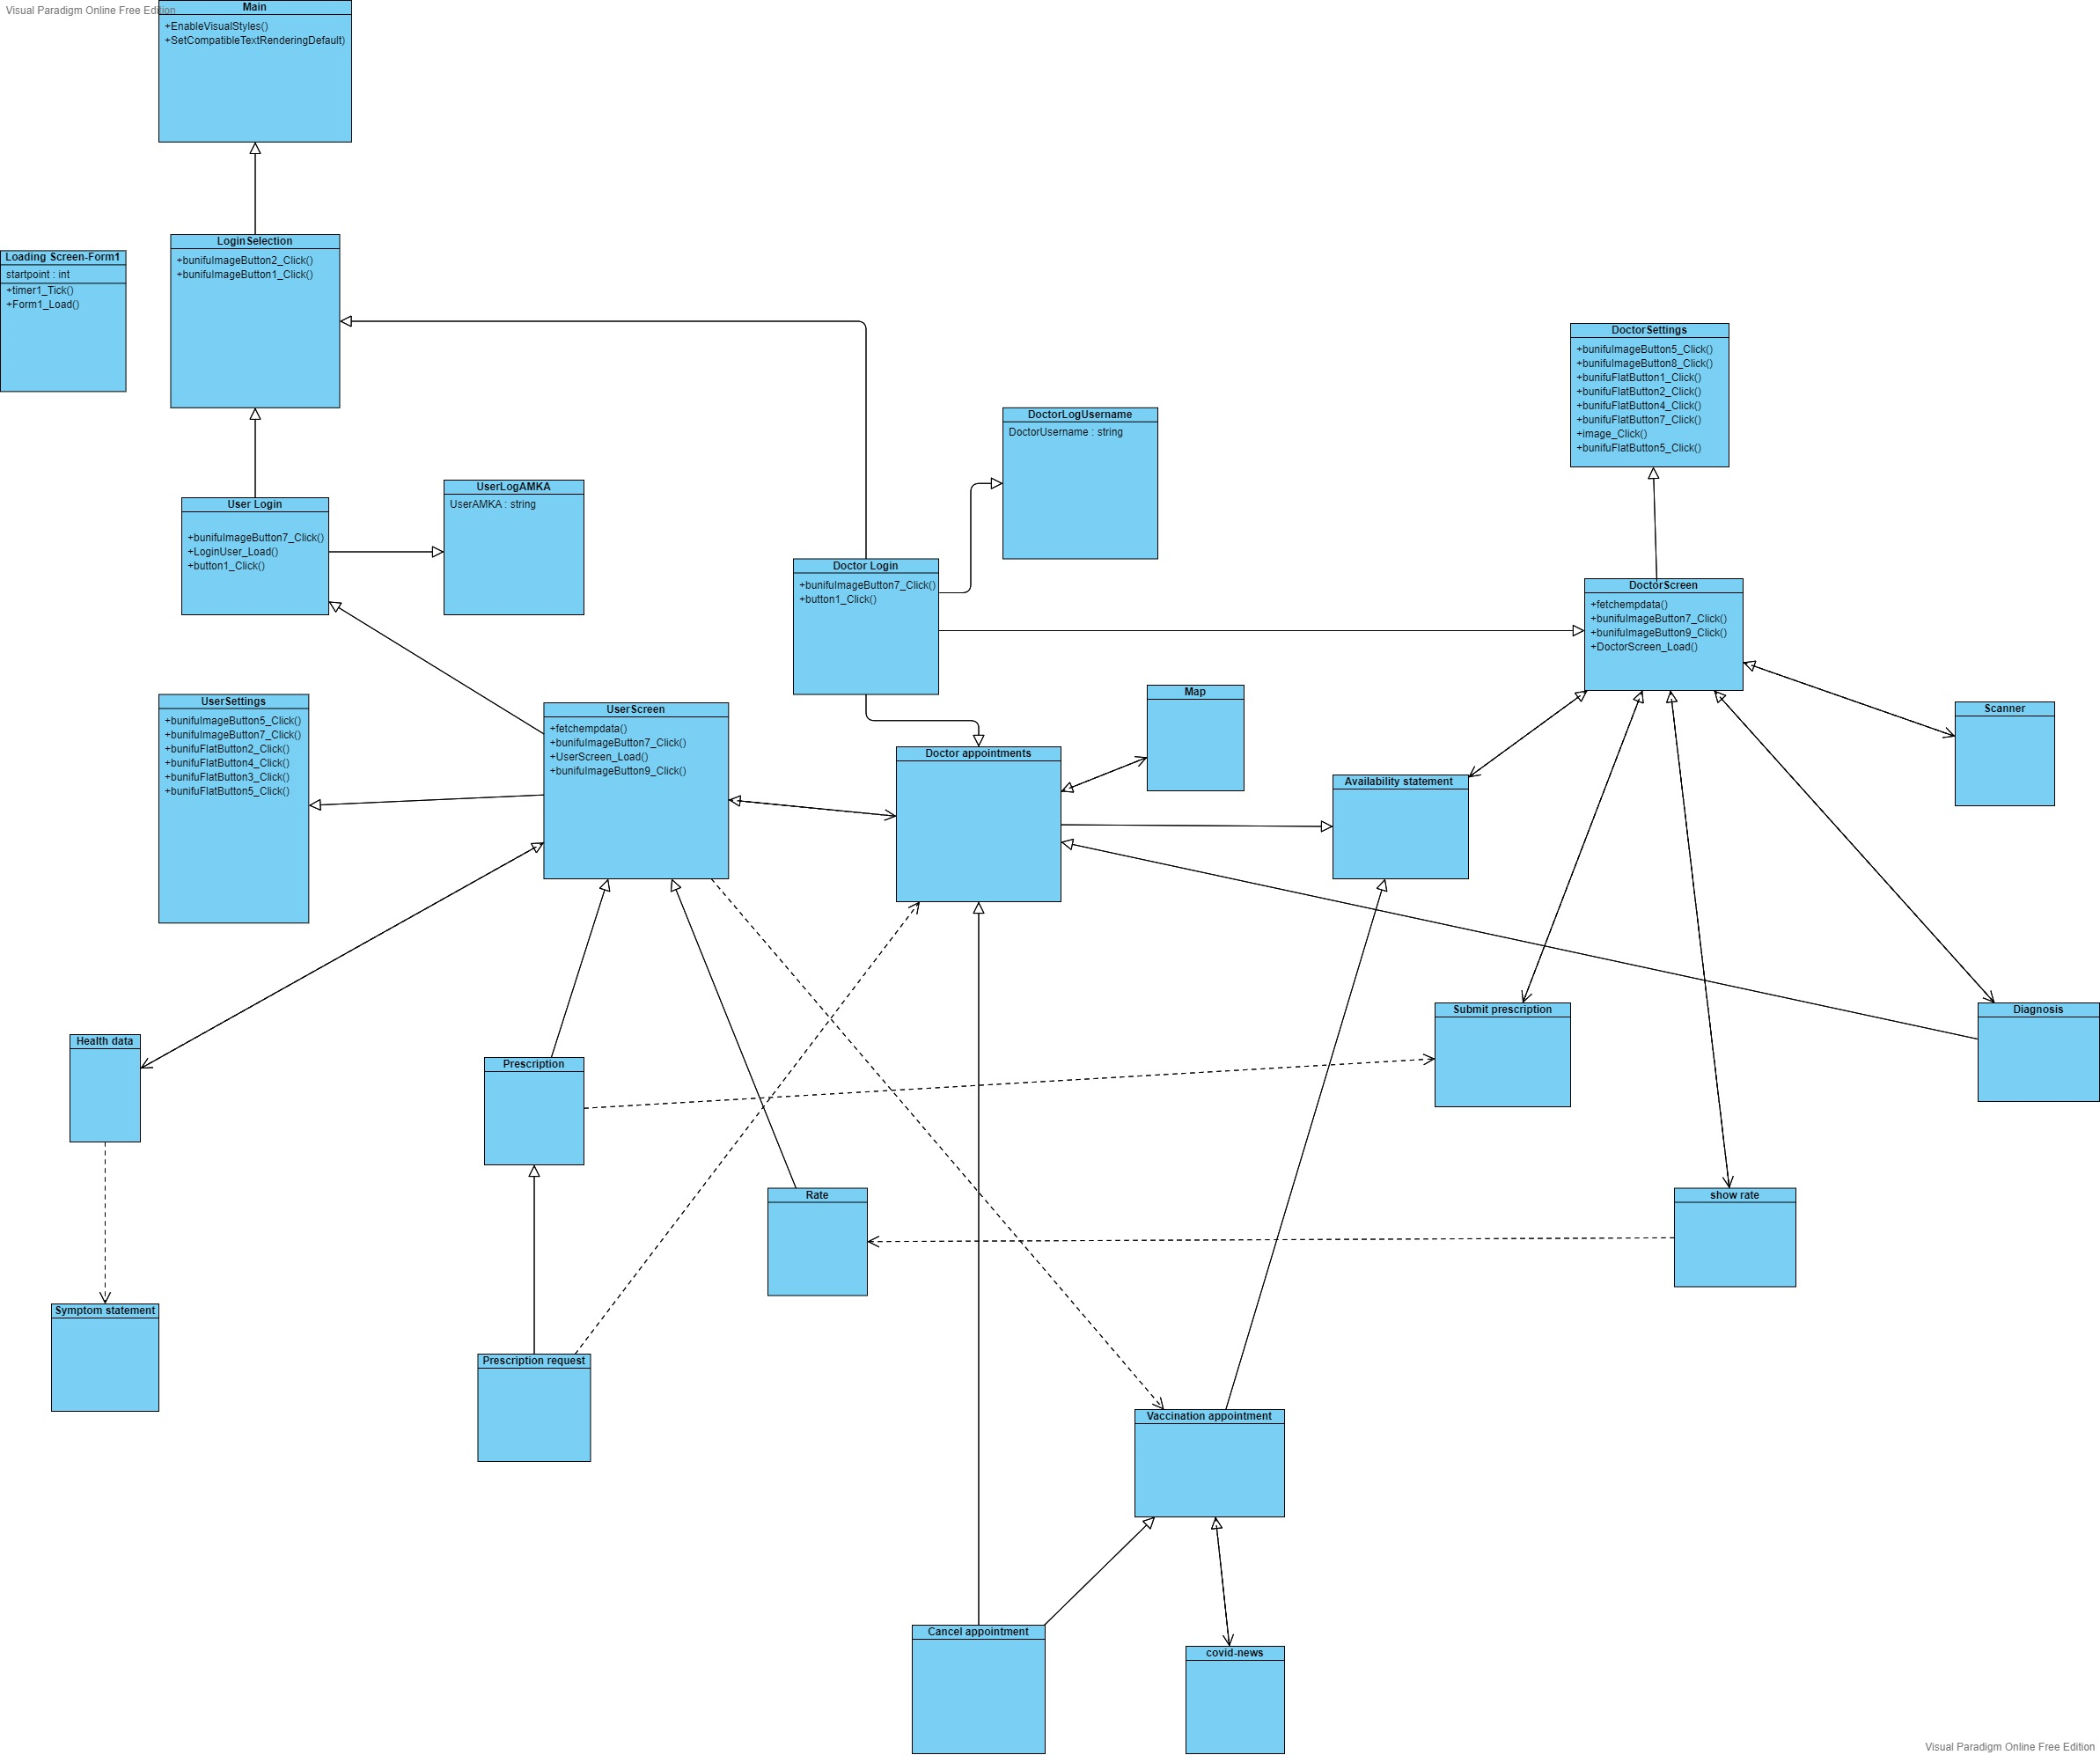 Visual Paradigm Online Free Edition
Main
+EnableVisualStyles()
+SetCompatibleTextRenderingDefault)
LoginSelection
+bunifuImageButton2_Click()
+bunifuImageButton1_Click()
Loading Screen-Form1
startpoint : int
+timer1_Tick()
+Form1_Load()
DoctorSettings
+bunifuImageButton5_Click()
+bunifuImageButton8_Click()
+bunifuFlatButton1_Click()
+bunifuFlatButton2_Click()
+bunifuFlatButton4_Click()
+bunifuFlatButton7_Click()
+image_Click()
+bunifuFlatButton5_Click()
DoctorLogUsername
DoctorUsername : string
UserLogAMKA
UserAMKA : string
User Login
+bunifuImageButton7_Click()
+LoginUser_Load()
+button1_Click()
Doctor Login
+bunifuImageButton7_Click()
+button1_Click()
DoctorScreen
+fetchempdata()
+bunifuImageButton7_Click()
+bunifuImageButton9_Click()
+DoctorScreen_Load()
UserSettings
+bunifuImageButton5_Click()
+bunifuImageButton7_Click()
+bunifuFlatButton2_Click()
+bunifuFlatButton4_Click()
+bunifuFlatButton3_Click()
+bunifuFlatButton5_Click()
UserScreen
+fetchempdata()
+bunifuImageButton7_Click()
+UserScreen_Load()
+bunifuImageButton9_Click()
Map
Scanner
Doctor appointments
Availability statement
Submit prescription
Diagnosis
Health data
Prescription
Rate
show rate
Symptom statement
Prescription request
Vaccination appointment
Cancel appointment
covid-news
Visual Paradigm Online Free Edition